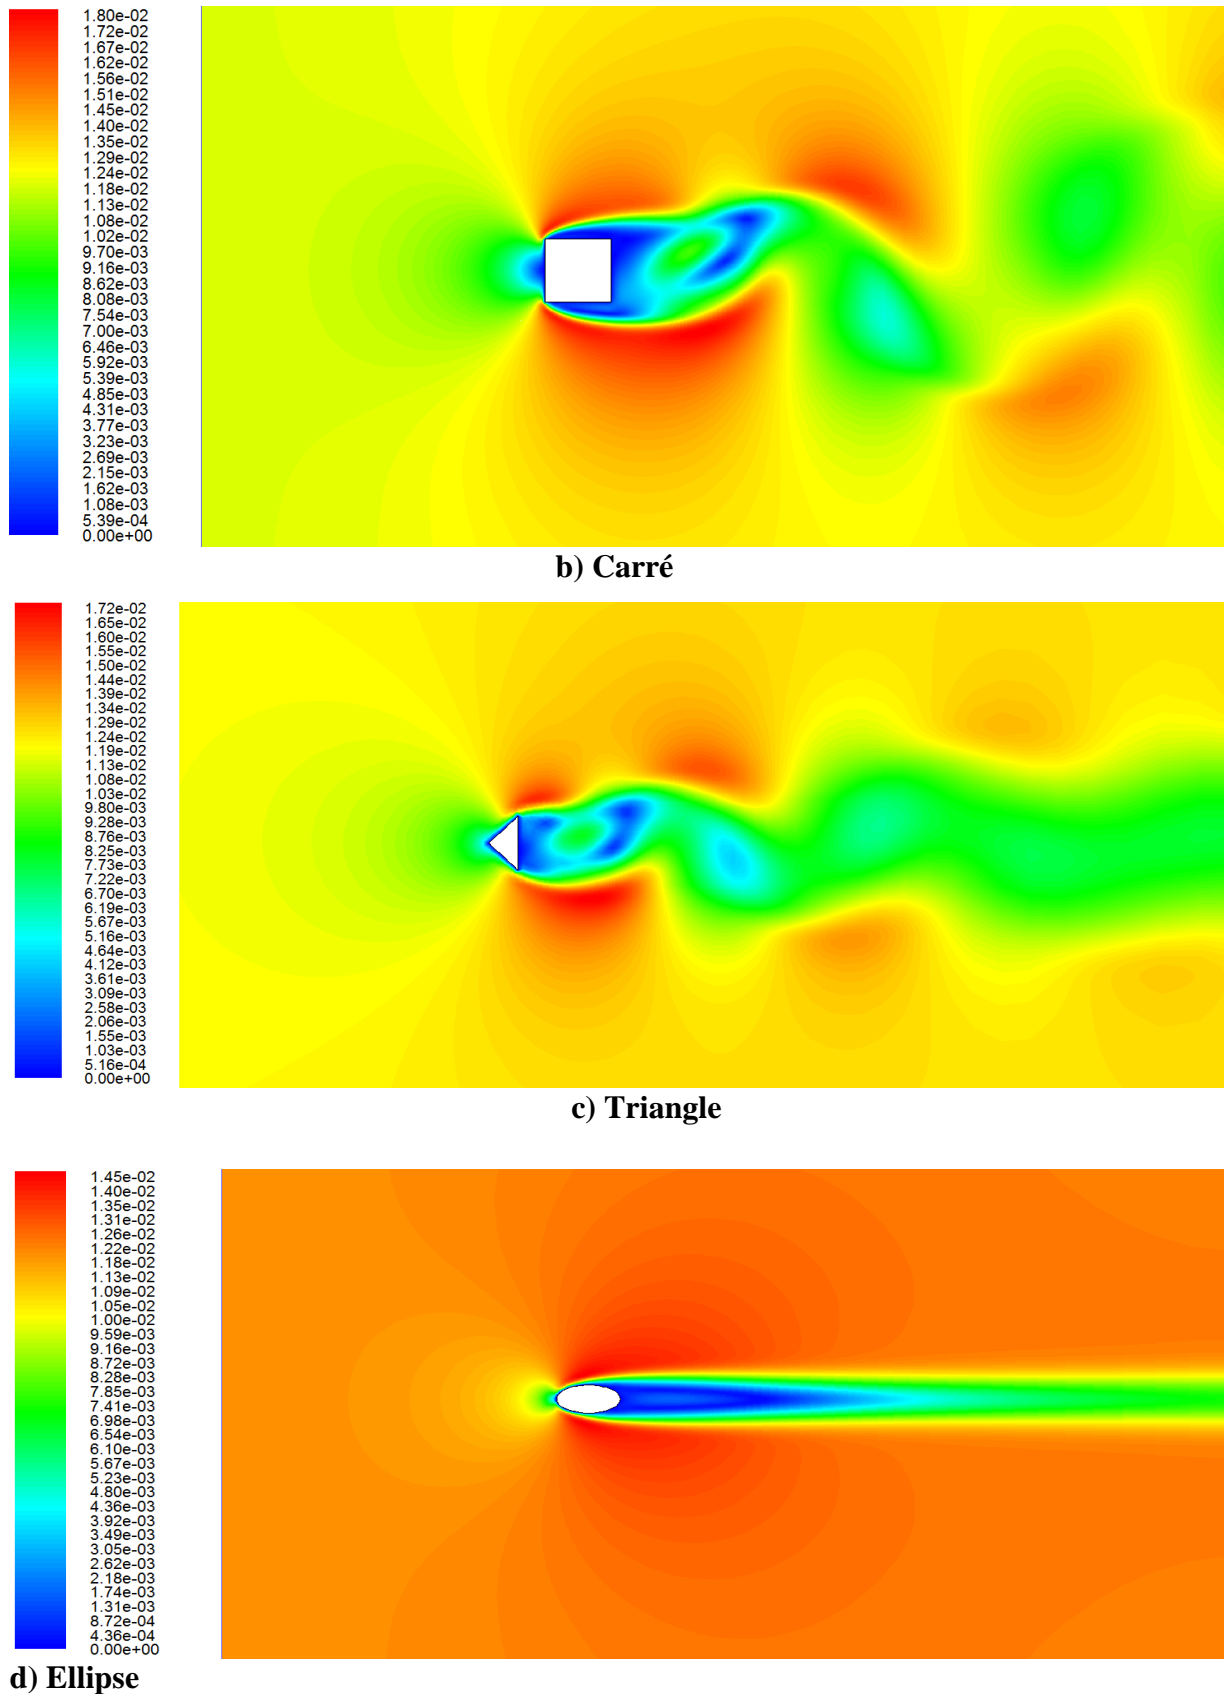 1.80e-02
1.72e-02
1.67e-02
1.62e-02
1.56e-02
1.51e-02
1.45e-02
1.40e-02
1.35e-02
1.29e-02
1.24e-02
1.18e-02
1.13e-02
1.08e-02
1.02e-02
9.70e-03
9.16e-03
8.62e-03
8.08e-03
7.54e-03
7.00e-03
6.46e-03
5.92e-03
5.39e-03
4.85e-03
4.31e-03
3.77e-03
3.23e-03
2.69e-03
2.15e-03
1.62e-03
1.08e-03
5.39e-04
0.00e+00
b) Carré
1.72e-02
1.65e-02
1.60e-02
1.55e-02
1.50e-02
1.44e-02
1.39e-02
1.34e-02
1.29e-02
1.19e-02
1.13e-02
1.08e-02
1.03e-02
9.80e-03
9.28e-03
8.76e-03
8.25e-03
7.73e-03
7.22e-03
6.70e-03
6.19e-03
5.67e-03
5.16e-03
4.64e-03
4.12e-03
3.61e-03
3.09e-03
2.58e-03
2.06e-03
1.55e-03
1.03e-03
5.16e-04
0.00e+00
c) Triangle
1.45e-02
1.40e-02
1.35e-02
1.31e-02
1.26e-02
1.22e-02
1.18e-02
1.13e-02
1.09e-02
1.05e-02
1.00e-02
9.59e-03
9.16e-03
8.72e-03
8.28e-03
7.85e-03
7.41e-03
6.98e-03
6.54e-03
6.10e-03
5.67e-03
5.23e-03
4.80e-03
4.36e-03
3.92e-03
3.49e-03
3.05e-03
2.62e-03
2.18e-03
1.74e-03
1.31e-03
8.72e-04
4.36e-04
0.00e+00
d) Ellipse